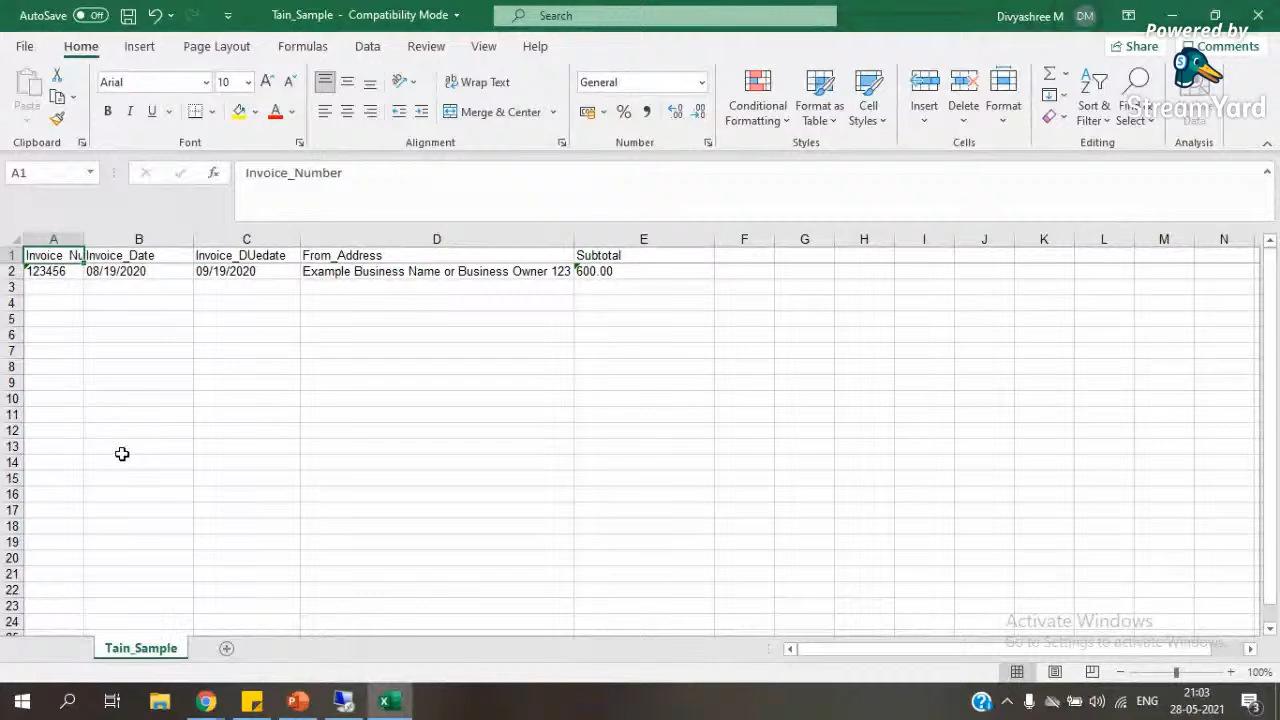 AutoSave Off Tain_Sample - Compatibility Mode Search Divyashree M DM
Powered by
StreamYard
File Home Insert Page Layout Formulas Data Review View Help Share Comments
Paste Arial 10 Wrap Text General Conditional Formatting Format as Table Cell Styles Insert Delete Format Sort & Filter Select Data
B I U Merge & Center
Clipboard Font Alignment Number Styles Cells Editing Analysis
A1 fx Invoice_Number
A B C D E F G H I J K L M N
1 Invoice_Nu Invoice_Date Invoice_DUedate From_Address Subtotal
2 123456 08/19/2020 09/19/2020 Example Business Name or Business Owner 123 600.00
3
4
5
6
7
8
9
10
11
12
13
14
15
16
17
18
19
20
21
22
23
24
Activate Windows
Go to Settings to activate Windows.
Tain_Sample
100%
ENG 21:03
28-05-2021 3